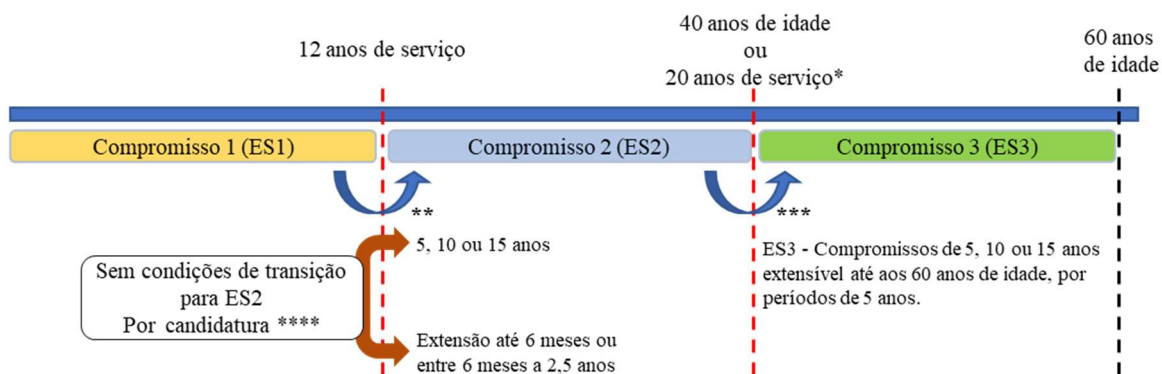 12 anos de serviço
40 anos de idade
ou
20 anos de serviço*
60 anos
de idade
Compromisso 1 (ES1)
Compromisso 2 (ES2)
Compromisso 3 (ES3)
**
***
5, 10 ou 15 anos
Sem condições de transição
para ES2
Por candidatura ****
Extensão até 6 meses ou
entre 6 meses a 2,5 anos
ES3 - Compromissos de 5, 10 ou 15 anos
extensível até aos 60 anos de idade, por
períodos de 5 anos.